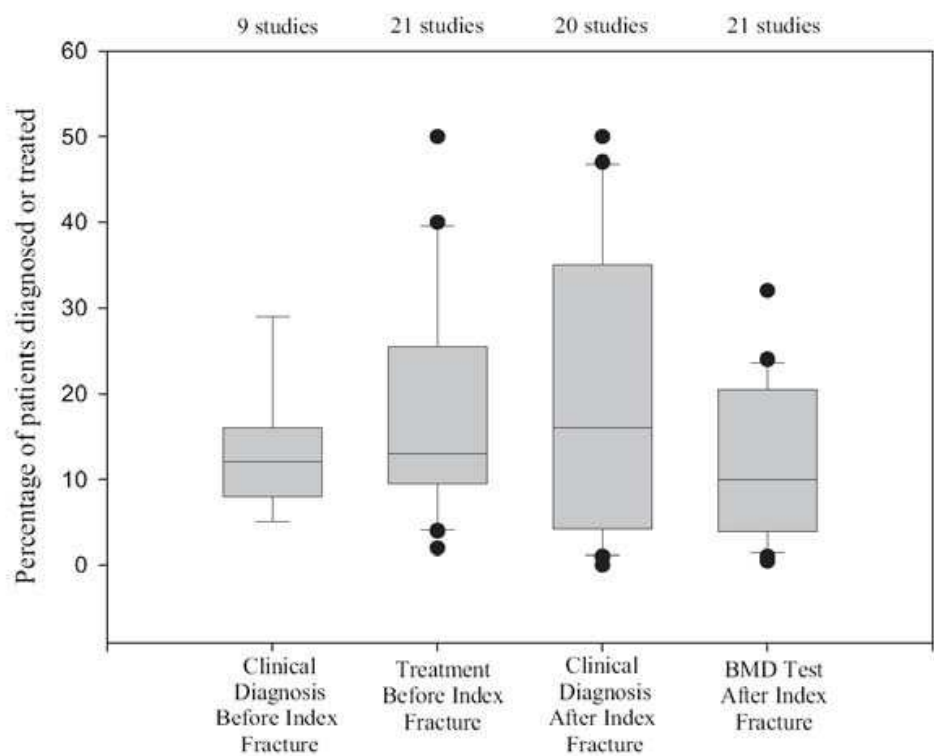 9 studies
21 studies
20 studies
21 studies
60
50
40
30
20
10
0
Percentage of patients diagnosed or treated
Clinical
Diagnosis
Before Index
Fracture
Treatment
Before Index
Fracture
Clinical
Diagnosis
After Index
Fracture
BMD Test
After Index
Fracture